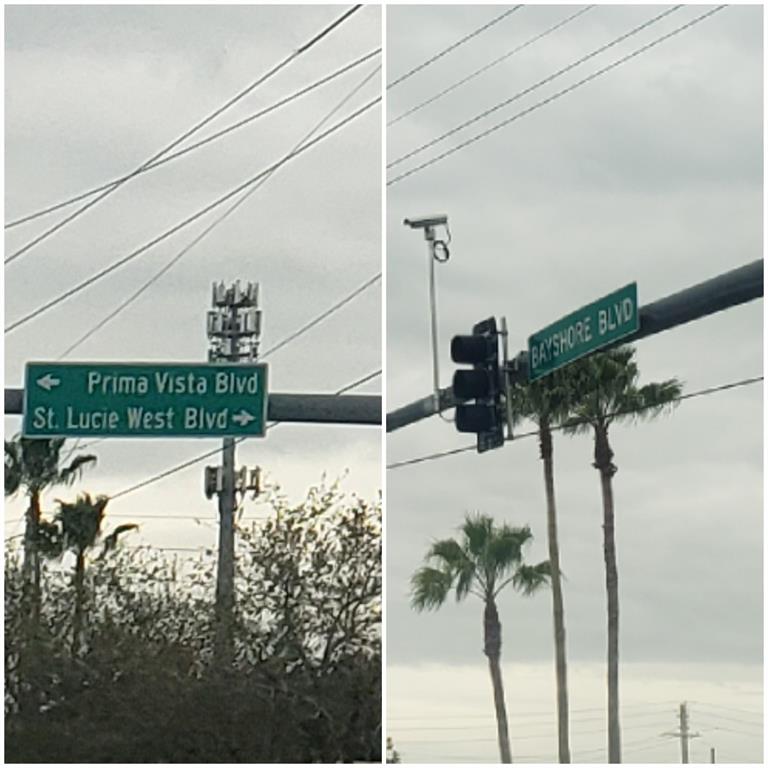 ← Prima Vista Blvd
St. Lucie West Blvd →
BAYSHORE BLVD